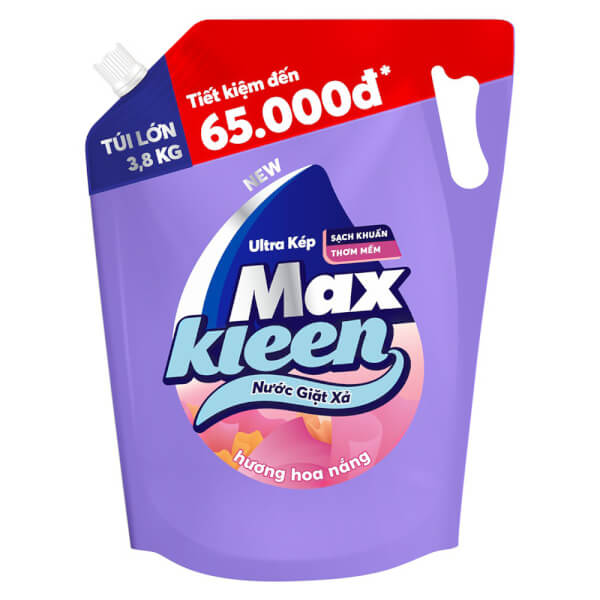 Tiết kiệm đến
65.000đ*
TÚI LỚN
3,8 KG
NEW
Ultra Kép
SẠCH KHUẨN
THƠM MỀM
Max
kleen
Nước Giặt Xả
hương hoa nắng